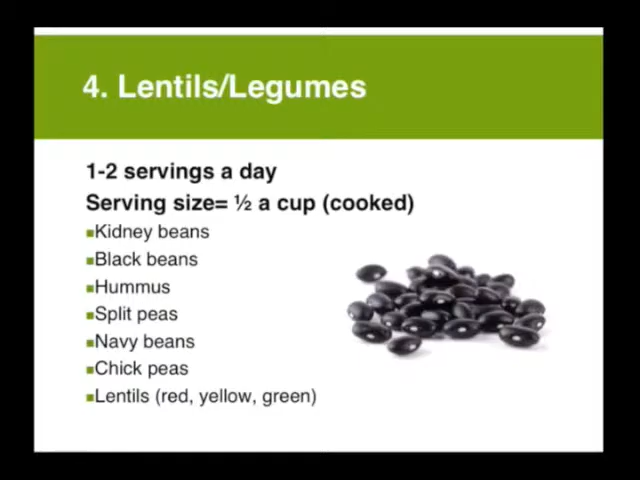 4. Lentils/Legumes
1-2 servings a day
Serving size= ½ a cup (cooked)
Kidney beans
Black beans
Hummus
Split peas
Navy beans
Chick peas
Lentils (red, yellow, green)